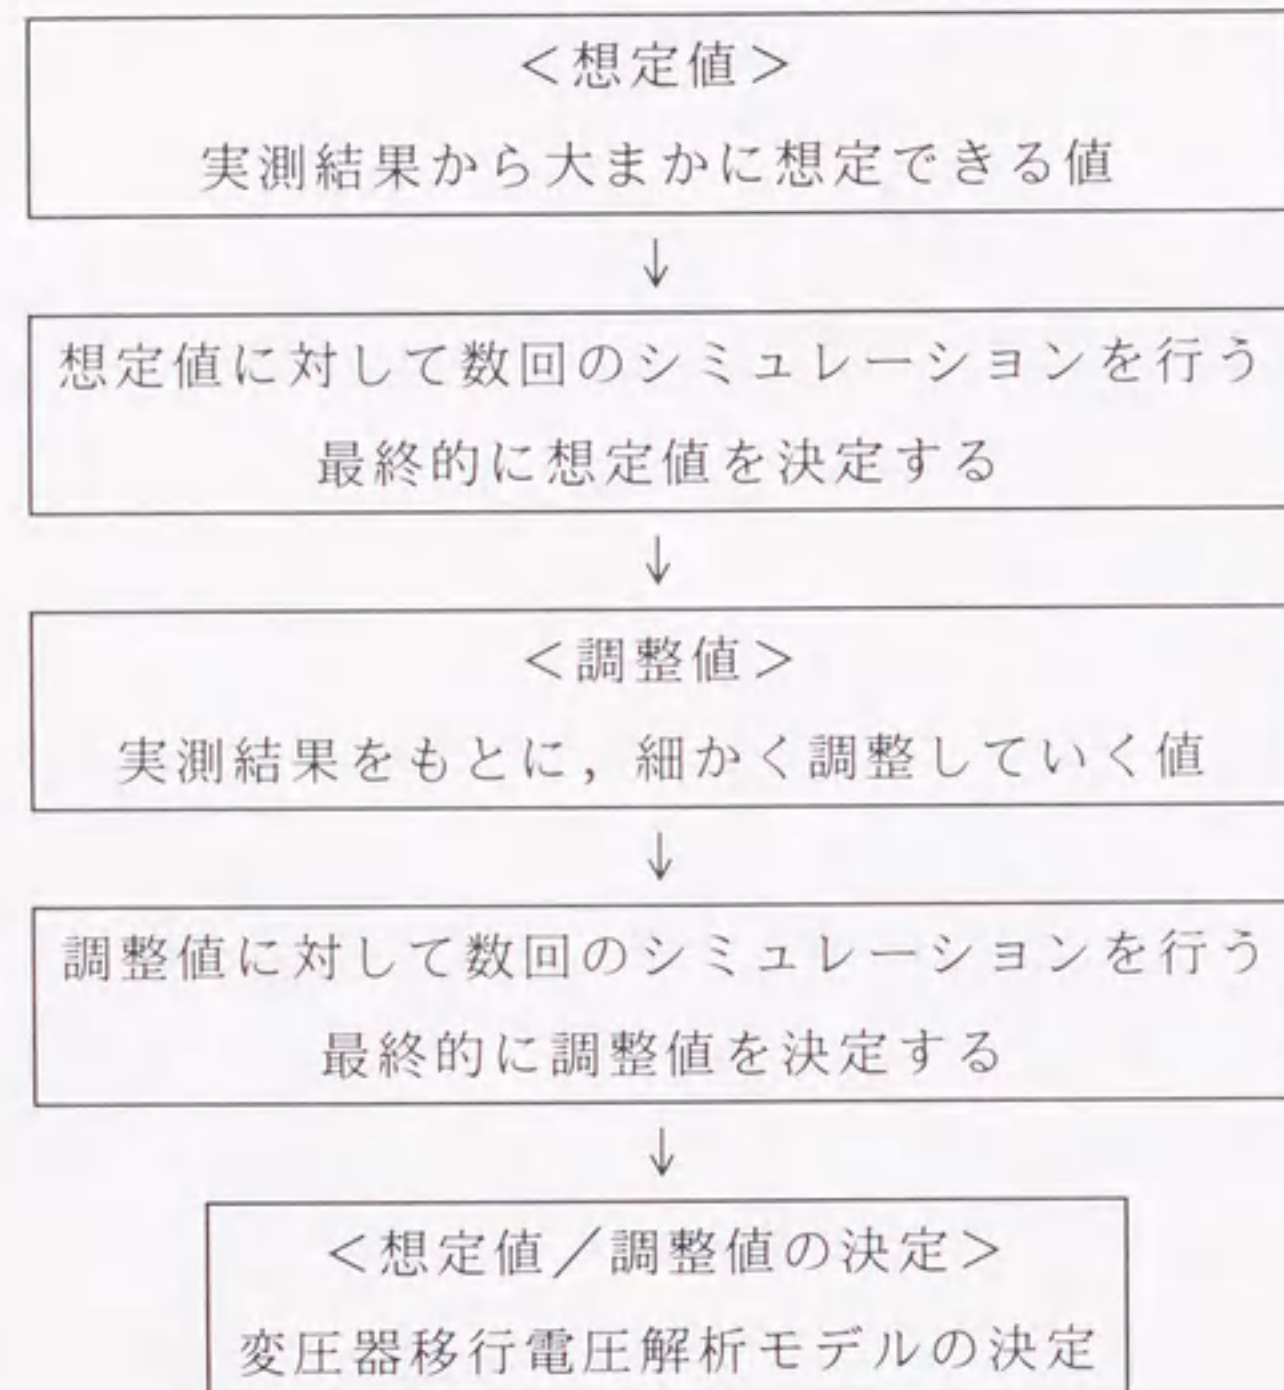 ＜想定値＞
実測結果から大まかに想定できる値
↓
想定値に対して数回のシミュレーションを行う
最終的に想定値を決定する
↓
＜調整値＞
実測結果をもとに，細かく調整していく値
↓
調整値に対して数回のシミュレーションを行う
最終的に調整値を決定する
↓
＜想定値／調整値の決定＞
変圧器移行電圧解析モデルの決定